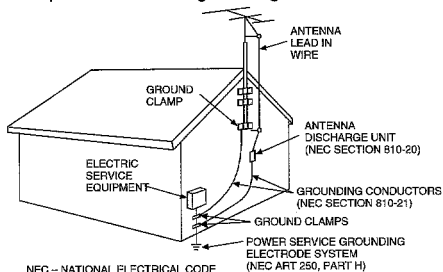 ANTENNA
LEAD IN
WIRE
GROUND
CLAMP
ANTENNA
DISCHARGE UNIT
(NEC SECTION 810-20)
ELECTRIC
SERVICE
EQUIPMENT
GROUNDING CONDUCTORS
(NEC SECTION 810-21)
GROUND CLAMPS
POWER SERVICE GROUNDING
ELECTRODE SYSTEM
(NEC ART 250, PART H)
NEC -- NATIONAL ELECTRICAL CODE